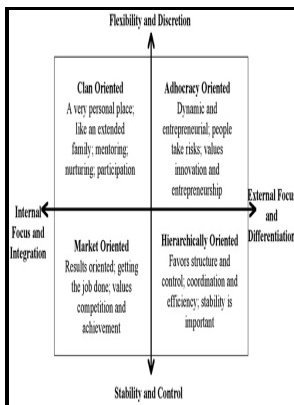 Flexibility and Discretion
Clan Oriented
A very personal place;
like an extended
family; mentoring;
nurturing; participation
Adhocracy Oriented
Dynamic and
entrepreneurial; people
take risks; values
innovation and
entrepreneurship
Internal
Focus and
Integration
External Focus
and
Differentiation
Market Oriented
Results oriented; getting
the job done; values
competition and
achievement
Hierarchically Oriented
Favors structure and
control; coordination and
efficiency; stability is
important
Stability and Control